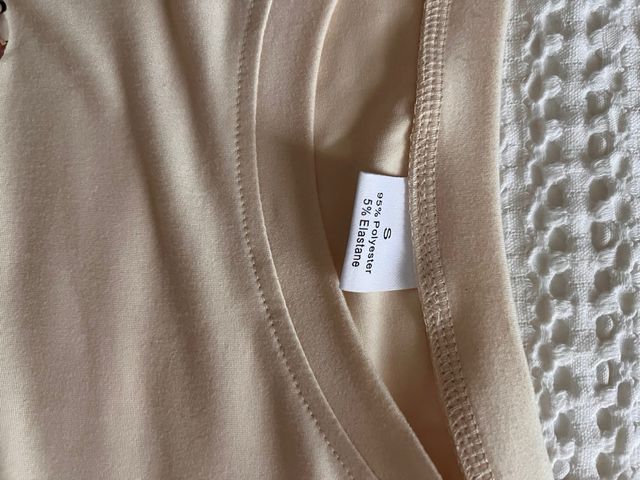 S
95% Polyester
5% Elastane